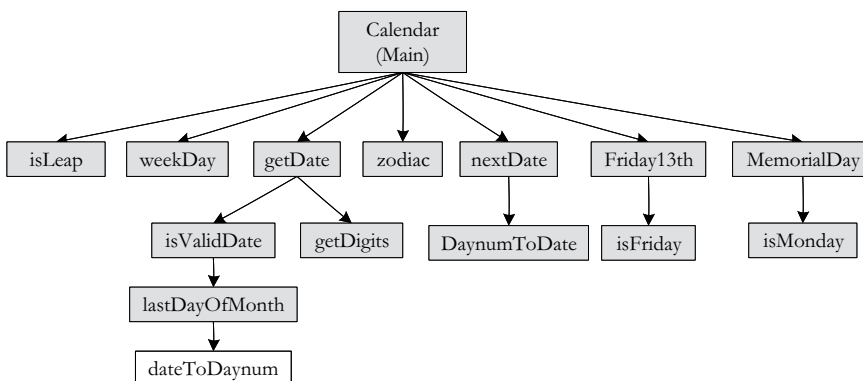 Calendar
(Main)
isLeap
weekDay
getDate
zodiac
nextDate
Friday13th
MemorialDay
isValidDate
getDigits
DaynumToDate
isFriday
isMonday
lastDayOfMonth
dateToDaynum